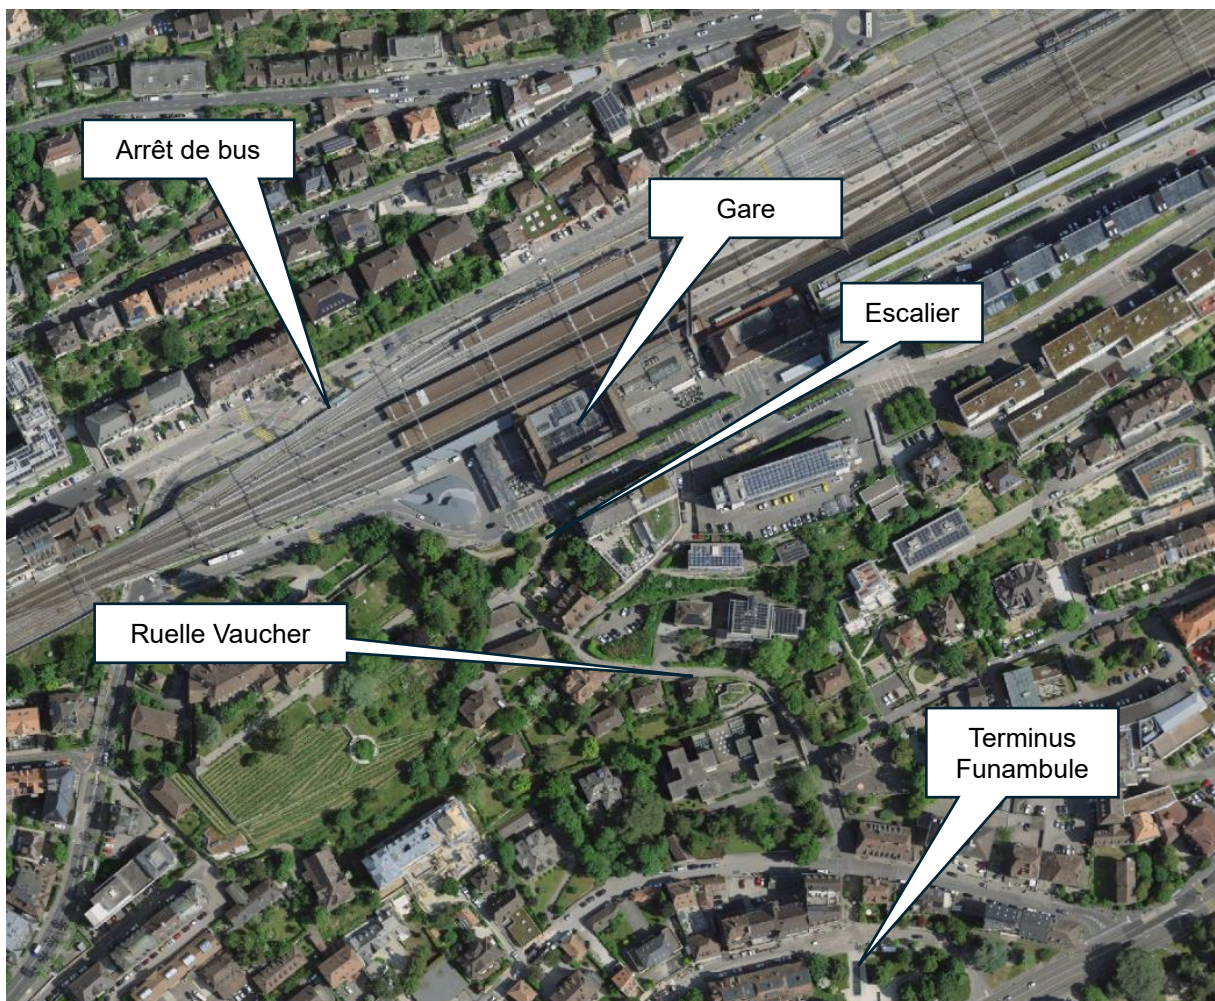 Arrêt de bus
Gare
Escalier
Ruelle Vaucher
Terminus
Funambule